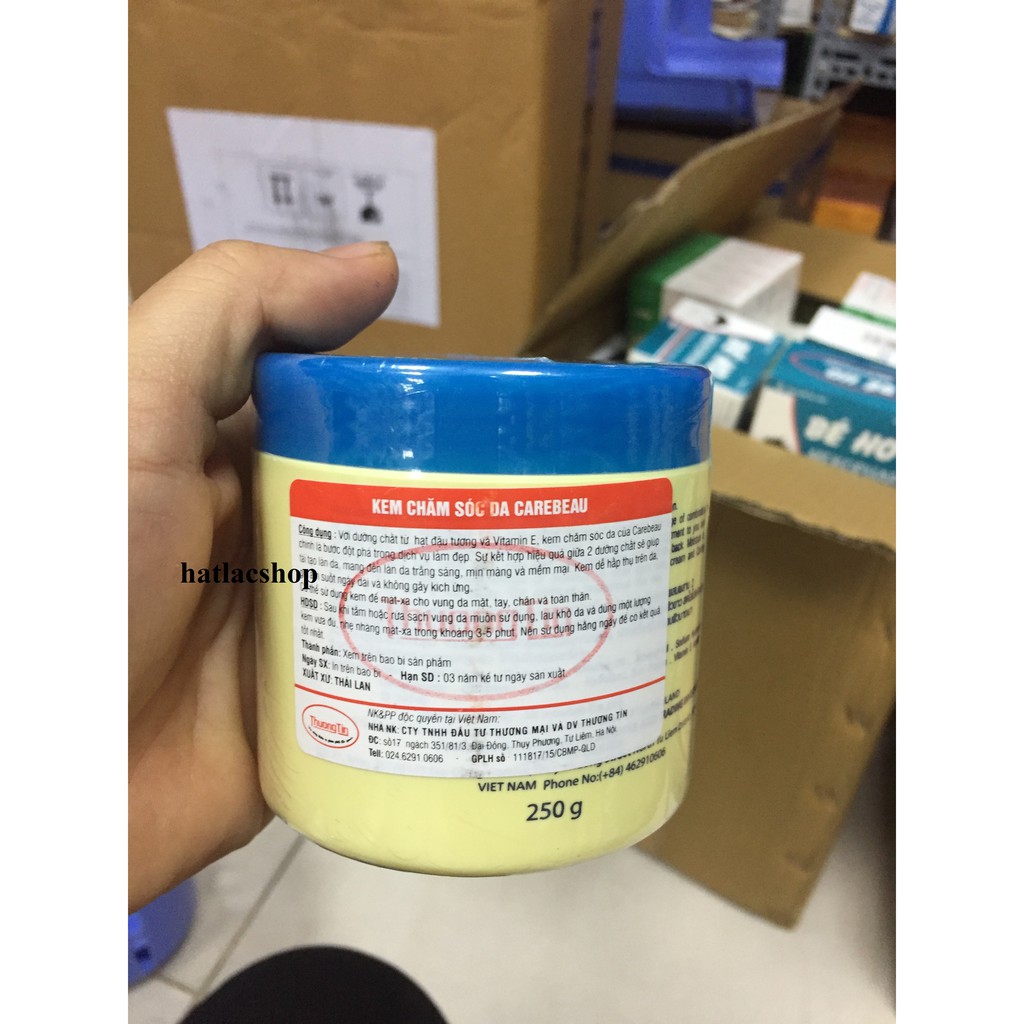 KEM CHĂM SÓC DA CAREBEAU
Công dụng : Với dưỡng chất từ hạt đậu tương và Vitamin E, kem chăm sóc da của Carebeau
chính là bước đột phá trong dịch vụ làm đẹp. Sự kết hợp hiệu quả giữa 2 dưỡng chất sẽ giúp
tái tạo làn da, mang đến làn da trắng sáng, mịn màng và mềm mại. Kem dễ hấp thụ trên da,
suốt ngày dài và không gây kích ứng.
thể sử dụng kem để mát-xa cho vùng da mặt, tay, chân và toàn thân.
HDSD : Sau khi tắm hoặc rửa sạch vùng da muốn sử dụng, lau khô da và dùng một lượng
kem vừa đủ, nhẹ nhàng mát-xa trong khoảng 3-5 phút. Nên sử dụng hằng ngày để có kết quả
tốt nhất.
Thành phần: Xem trên bao bì sản phẩm
Ngày SX: In trên bao bì - Hạn SD : 03 năm kể từ ngày sản xuất.
XUẤT XỨ: THÁI LAN
hatlacshop
Thương Tín
ThuongTin
NK&PP độc quyền tại Việt Nam:
NHÀ NK: CTY TNHH ĐẦU TƯ THƯƠNG MẠI VÀ DV THƯƠNG TÍN
ĐC: số17 ngách 351/81/3. Đại Đồng, Thụy Phương, Từ Liêm, Hà Nội.
Tell: 024.6291.0606 - GPLH số 111817/15/CBMP-QLD
VIET NAM Phone No:(+84) 462910606
250 g
BÉ HO